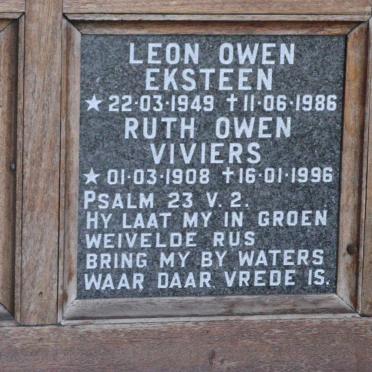 LEON OWEN
EKSTEEN
★ 22·03·1949 †11·06·1986
RUTH OWEN
VIVIERS
★ 01·03·1908 †16·01·1996
PSALM 23 V. 2.
HY LAAT MY IN GROEN
WEIVELDE RUS
BRING MY BY WATERS
WAAR DAAR VREDE IS.